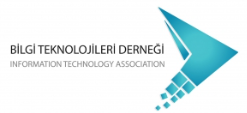 BİLGİ TEKNOLOJİLERİ DERNEĞİ
INFORMATION TECHNOLOGY ASSOCIATION